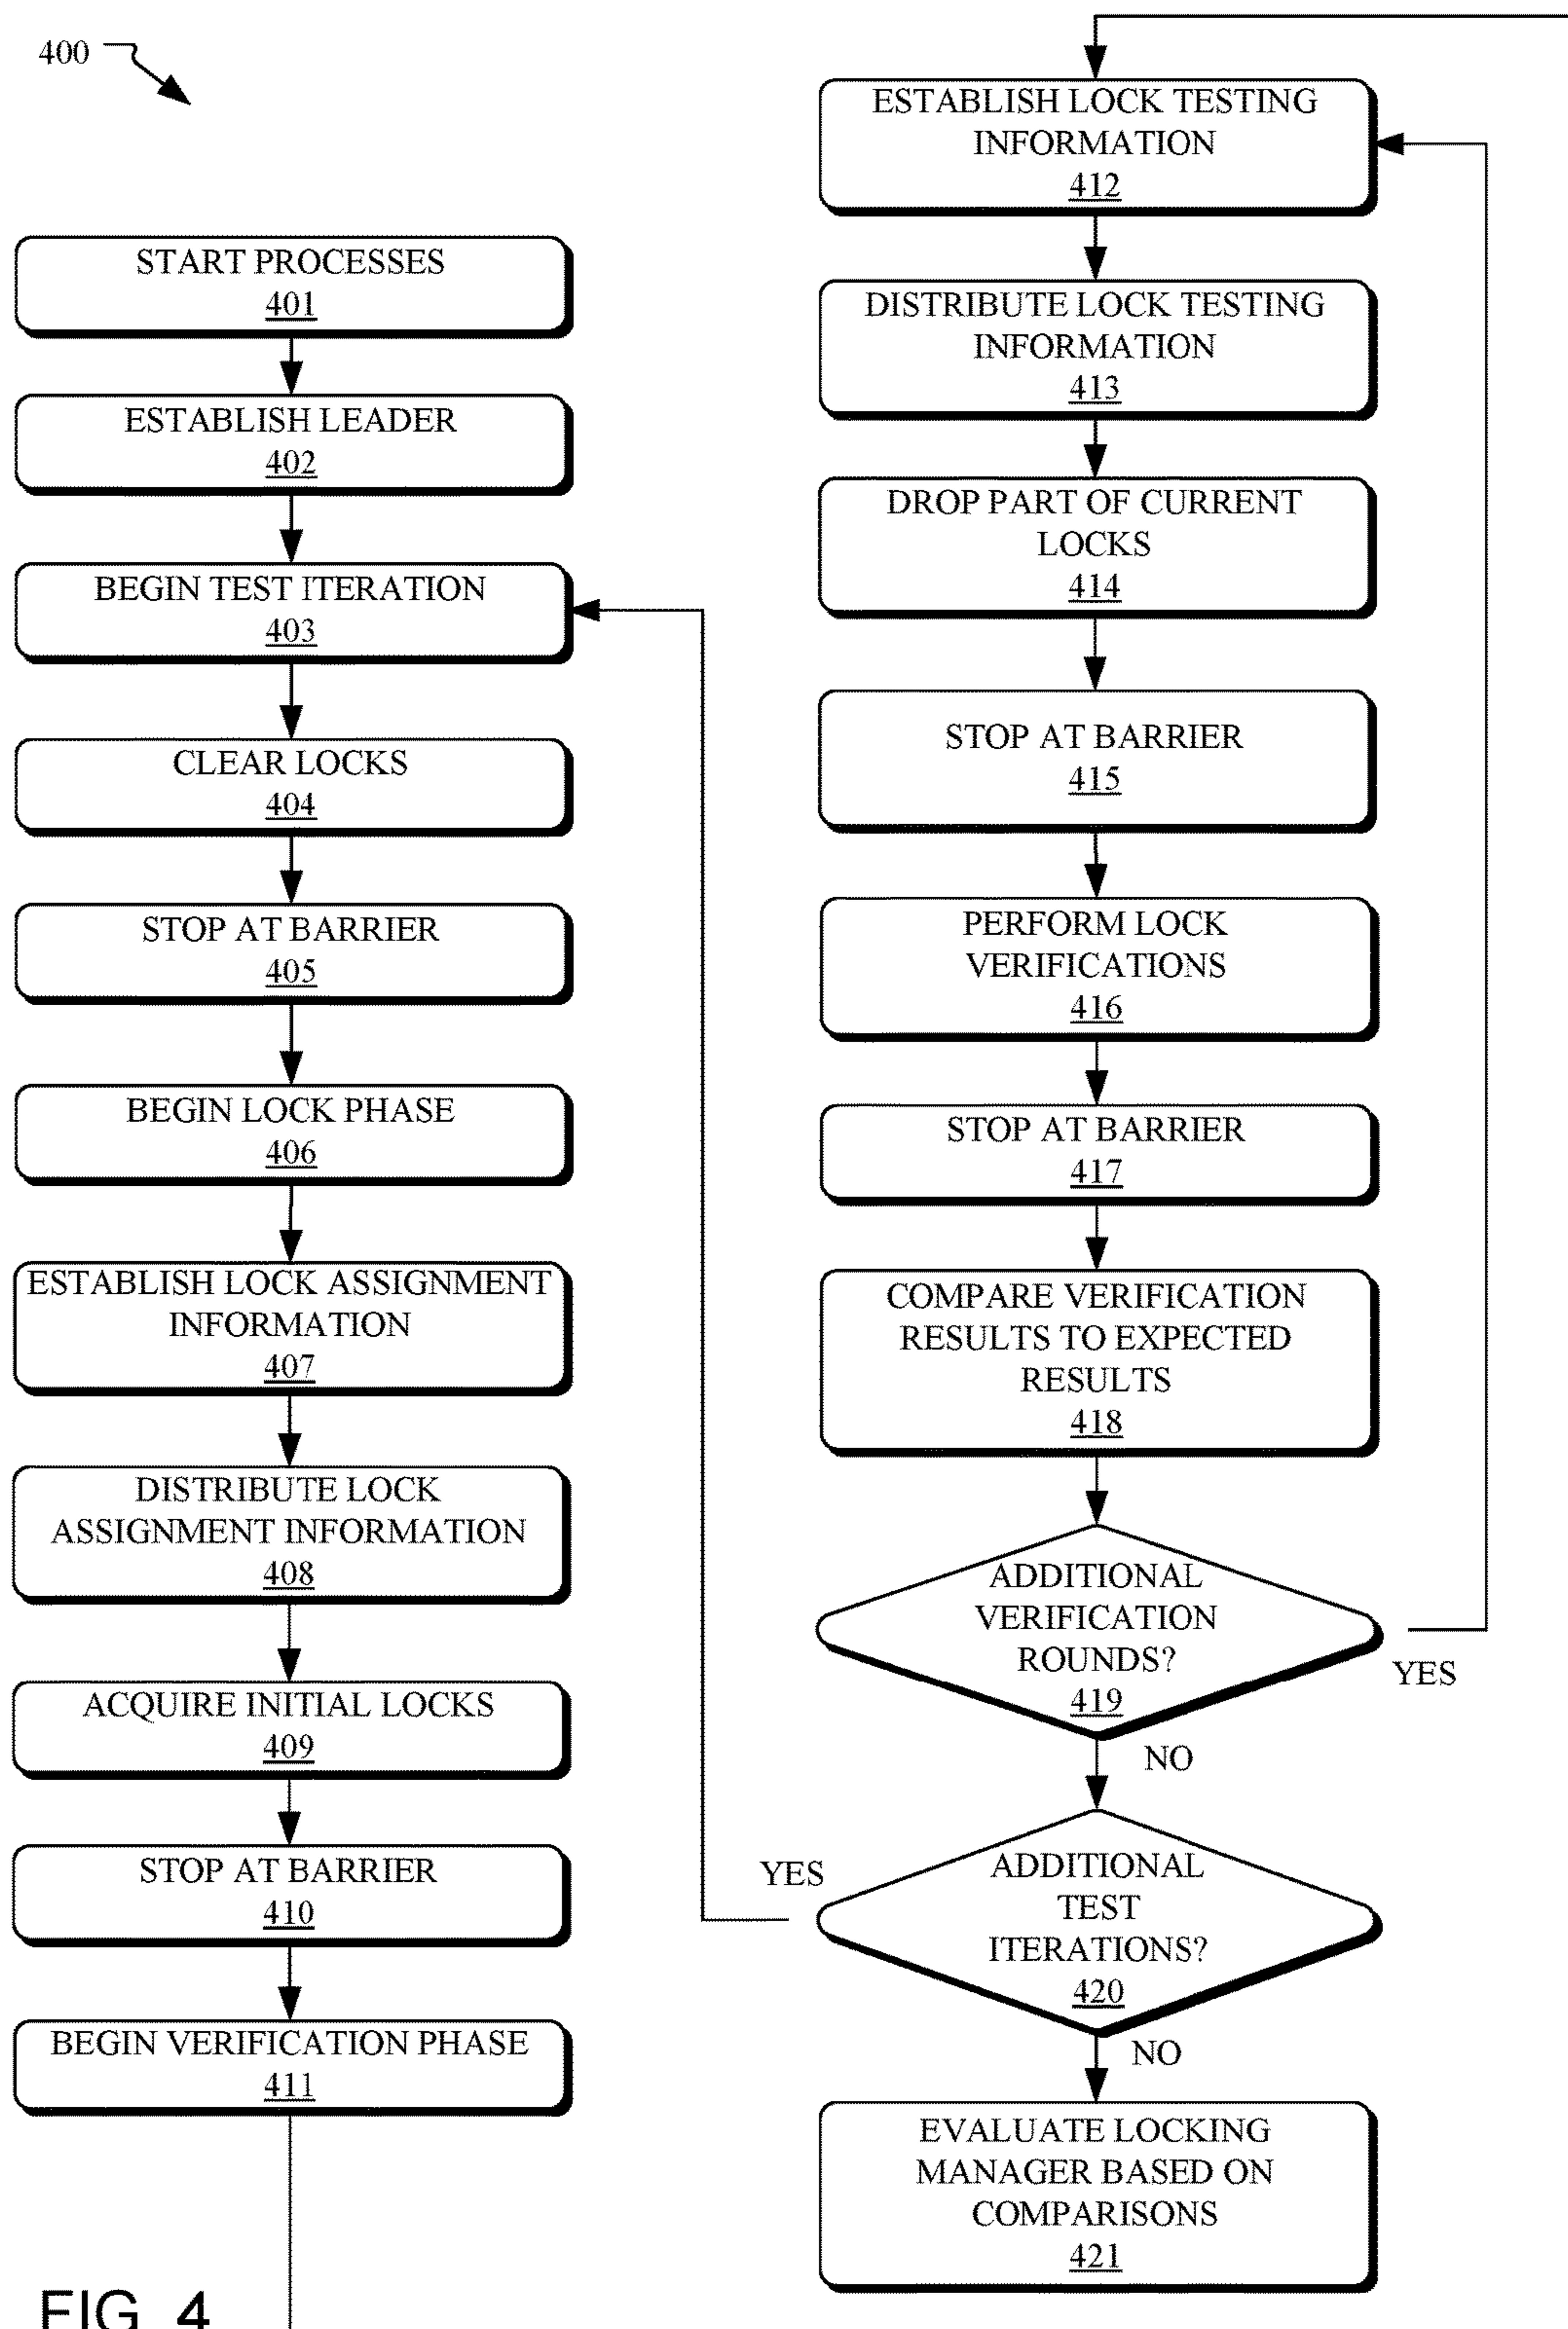 400
START PROCESSES
401
ESTABLISH LEADER
402
BEGIN TEST ITERATION
403
CLEAR LOCKS
404
STOP AT BARRIER
405
BEGIN LOCK PHASE
406
ESTABLISH LOCK ASSIGNMENT
INFORMATION
407
DISTRIBUTE LOCK
ASSIGNMENT INFORMATION
408
ACQUIRE INITIAL LOCKS
409
STOP AT BARRIER
410
BEGIN VERIFICATION PHASE
411
ESTABLISH LOCK TESTING
INFORMATION
412
DISTRIBUTE LOCK TESTING
INFORMATION
413
DROP PART OF CURRENT
LOCKS
414
STOP AT BARRIER
415
PERFORM LOCK
VERIFICATIONS
416
STOP AT BARRIER
417
COMPARE VERIFICATION
RESULTS TO EXPECTED
RESULTS
418
ADDITIONAL
VERIFICATION
ROUNDS?
419
YES
NO
ADDITIONAL
TEST
ITERATIONS?
420
YES
NO
EVALUATE LOCKING
MANAGER BASED ON
COMPARISONS
421
FIG. 4